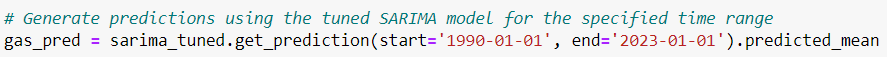 # Generate predictions using the tuned SARIMA model for the specified time range
gas_pred = sarima_tuned.get_prediction(start='1990-01-01', end='2023-01-01').predicted_mean